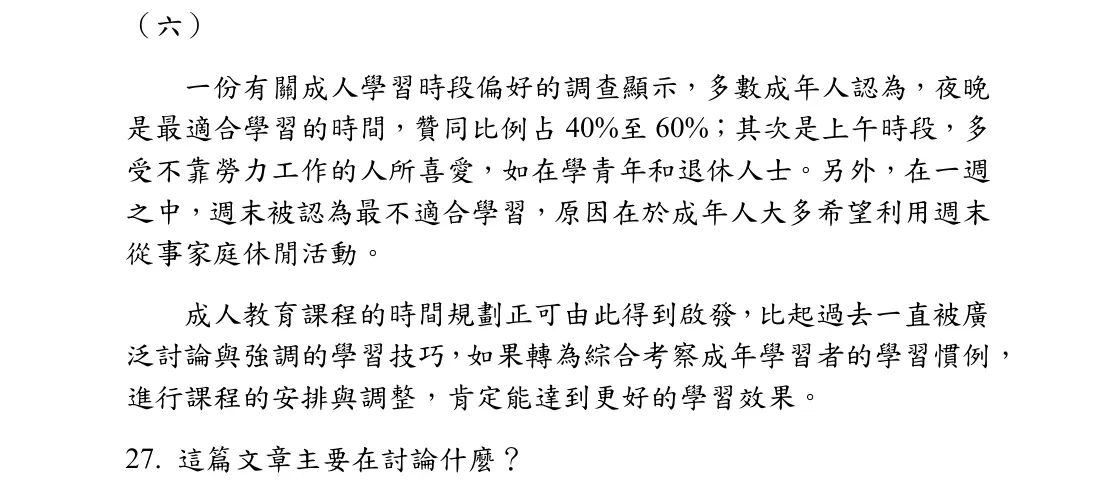 （六）
一份有關成人學習時段偏好的調查顯示，多數成年人認為，夜晚
是最適合學習的時間，贊同比例占 40%至 60%；其次是上午時段，多
受不靠勞力工作的人所喜愛，如在學青年和退休人士。另外，在一週
之中，週末被認為最不適合學習，原因在於成年人大多希望利用週末
從事家庭休閒活動。
成人教育課程的時間規劃正可由此得到啟發，比起過去一直被廣
泛討論與強調的學習技巧，如果轉為綜合考察成年學習者的學習慣例，
進行課程的安排與調整，肯定能達到更好的學習效果。
27. 這篇文章主要在討論什麼？